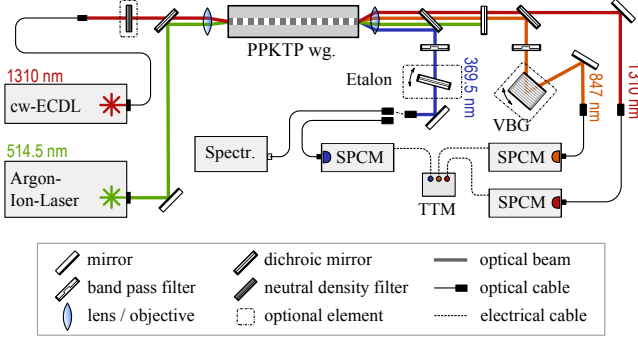 PPKTP wg.
1310 nm
cw-ECDL
Etalon
369.5 nm
847 nm
1310 nm
VBG
514.5 nm
Argon-
Ion-Laser
Spectr.
SPCM
SPCM
TTM
SPCM
mirror
dichroic mirror
optical beam
band pass filter
neutral density filter
optical cable
lens / objective
optional element
electrical cable